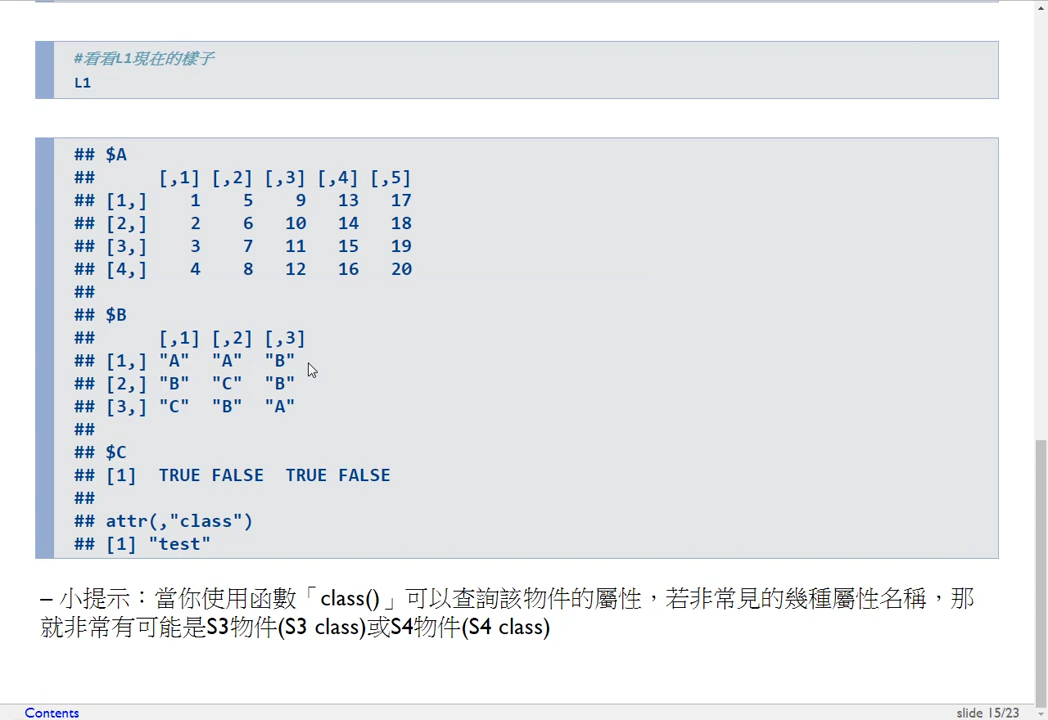 #看看L1現在的樣子
L1
## $A
##      [,1] [,2] [,3] [,4] [,5]
## [1,]    1    5    9   13   17
## [2,]    2    6   10   14   18
## [3,]    3    7   11   15   19
## [4,]    4    8   12   16   20
##
## $B
##      [,1] [,2] [,3]
## [1,] "A"  "A"  "B"
## [2,] "B"  "C"  "B"
## [3,] "C"  "B"  "A"
##
## $C
## [1]  TRUE FALSE  TRUE FALSE
##
## attr(,"class")
## [1] "test"
– 小提示：當你使用函數「class()」可以查詢該物件的屬性，若非常見的幾種屬性名稱，那
就非常有可能是S3物件(S3 class)或S4物件(S4 class)
Contents
slide 15/23